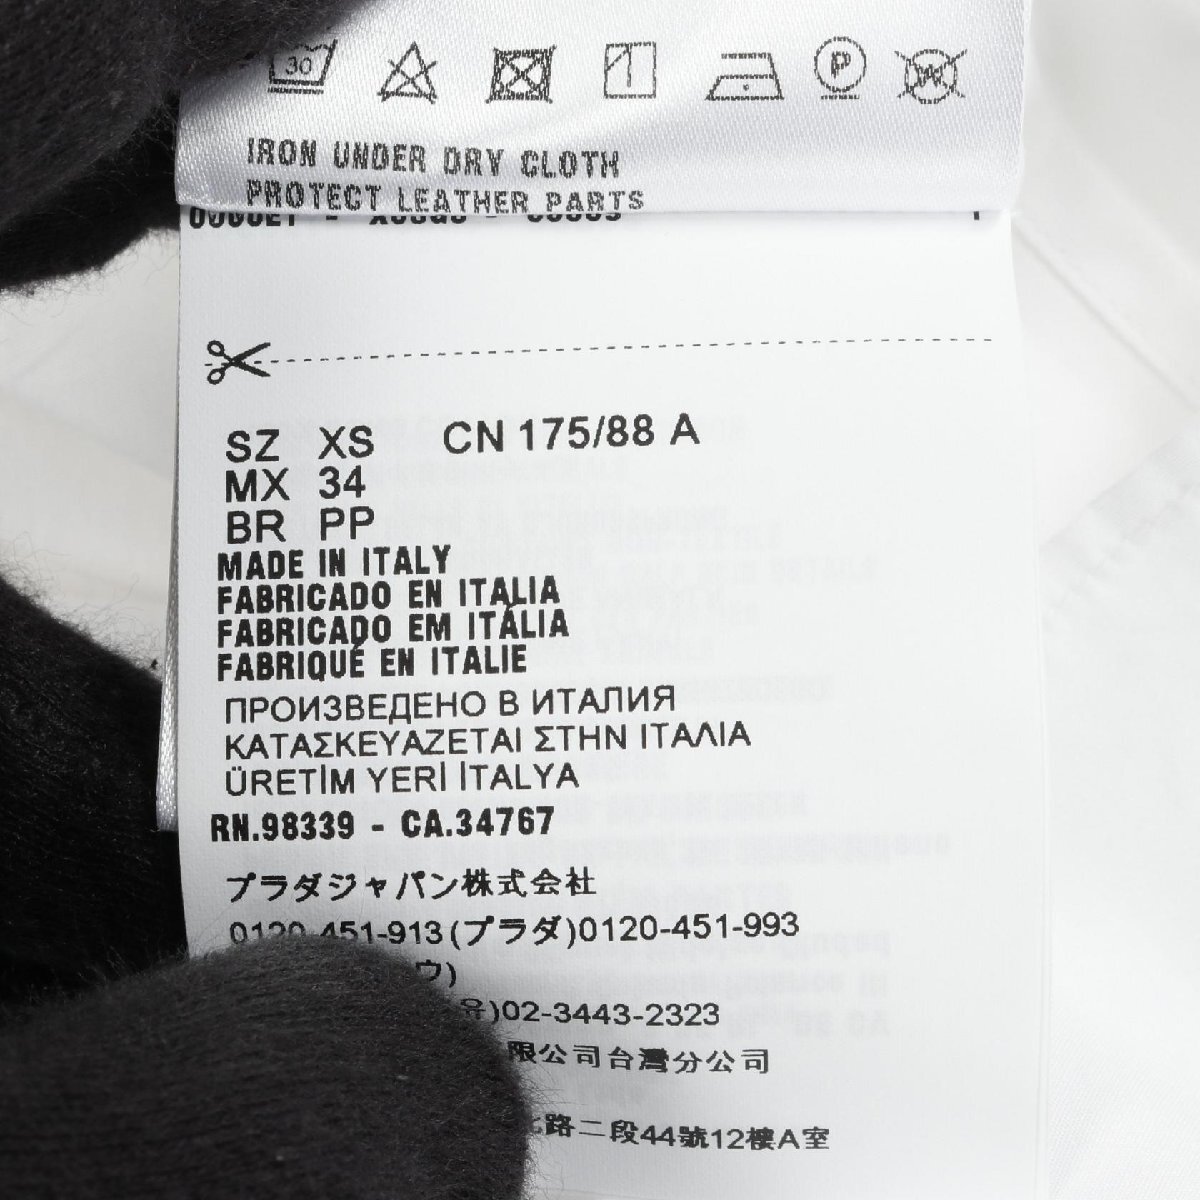 30
P
W
IRON UNDER DRY CLOTH
PROTECT LEATHER PARTS
SZ XS CN 175/88 A
MX 34
BR PP
MADE IN ITALY
FABRICADO EN ITALIA
FABRICADO EM ITÁLIA
FABRIQUÉ EN ITALIE
ПРОИЗВЕДЕНО В ИТАЛИЯ
ΚΑΤΑΣΚΕΥΑΖΕΤΑΙ ΣΤΗΝ ΙΤΑΛΙΑ
ÜRETİM YERİ İTALYA
RN.98339 - CA.34767
プラダジャパン株式会社
0120-451-913(プラダ)0120-451-993
ウ)
)02-3443-2323
限公司台灣分公司
路二段44號12樓A室